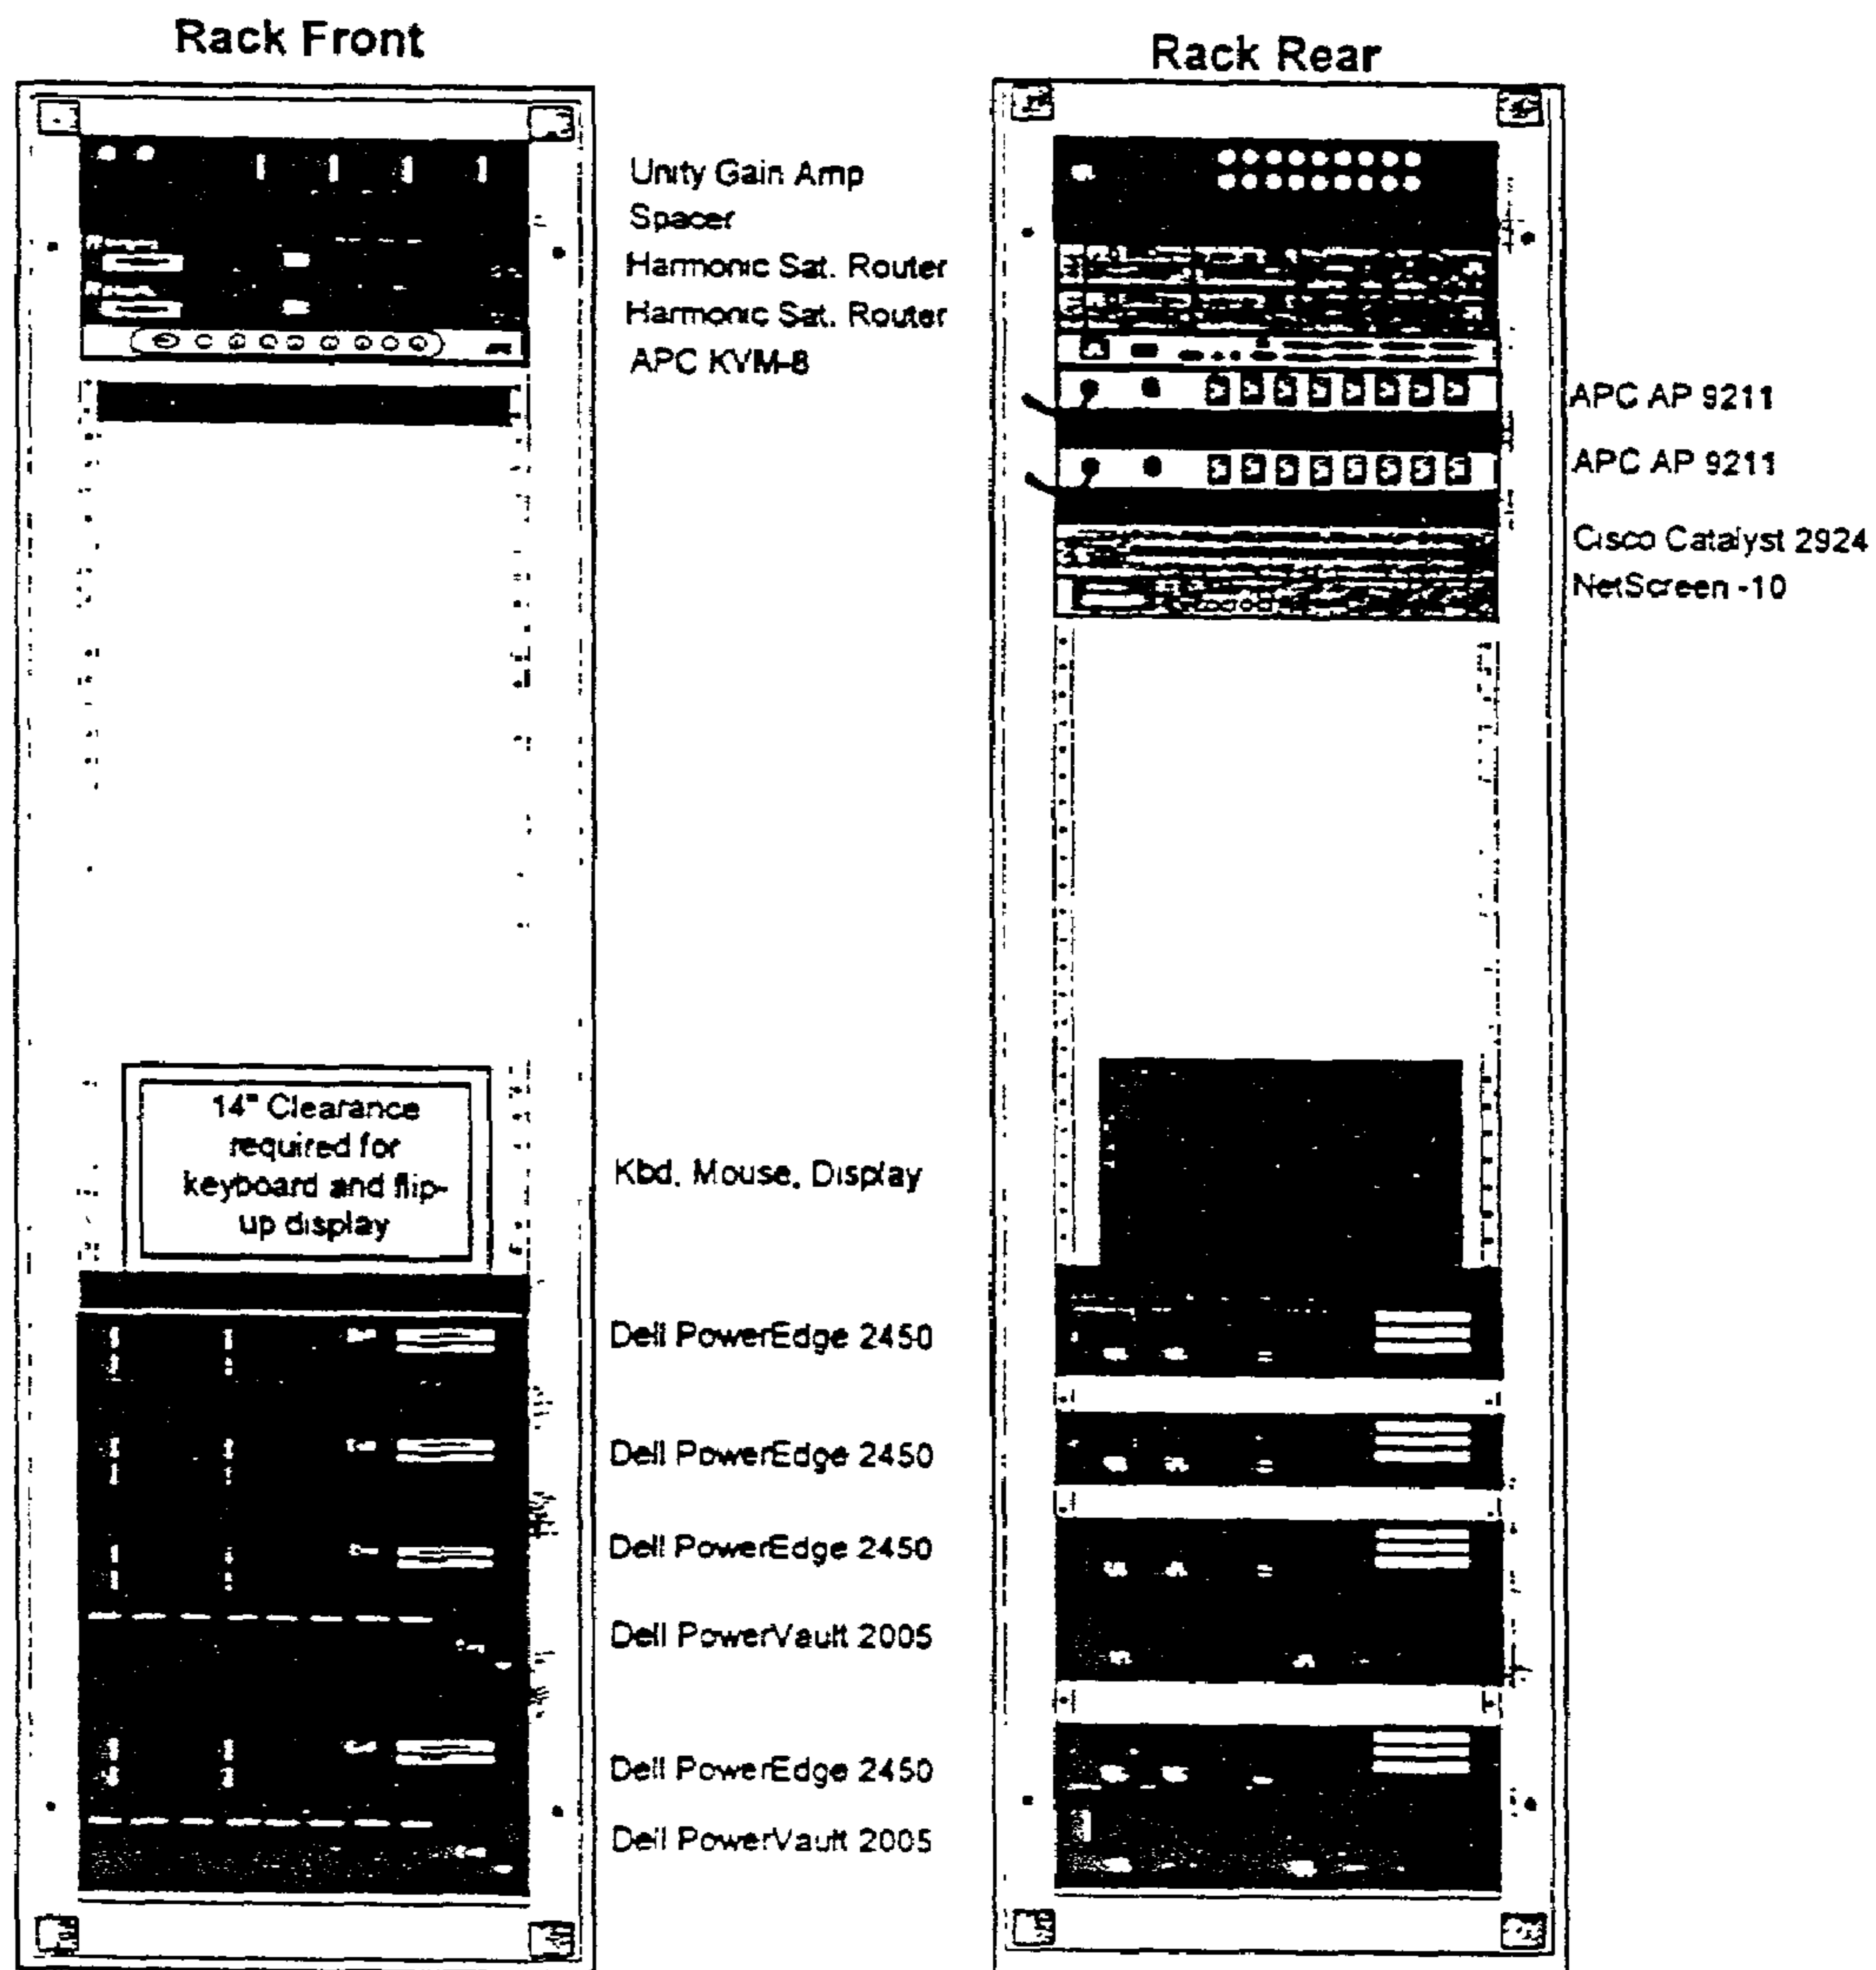 Rack Front
Unity Gain Amp
Spacer
Harmonic Sat. Router
Harmonic Sat. Router
APC KVM-8
14" Clearance
required for
keyboard and flip-
up display
Kbd, Mouse, Display
Dell PowerEdge 2450
Dell PowerEdge 2450
Dell PowerEdge 2450
Dell PowerVault 2005
Dell PowerEdge 2450
Dell PowerVault 2005
Rack Rear
APC AP 9211
APC AP 9211
Cisco Catalyst 2924
NetScreen -10